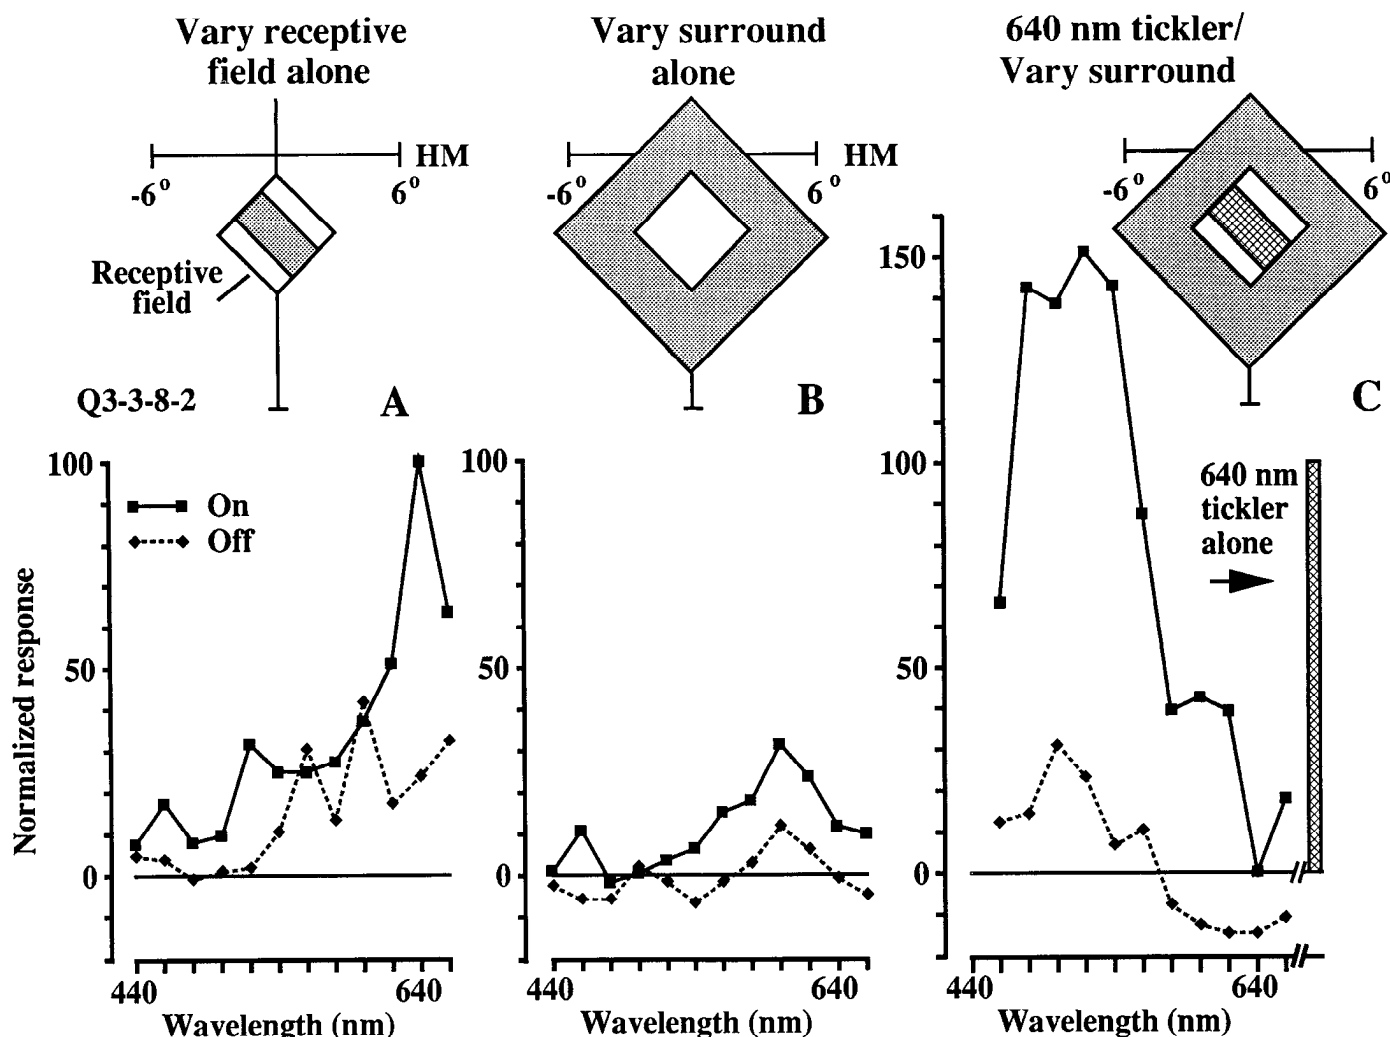 Vary receptive
field alone
HM
-6°
6°
Receptive
field
Q3-3-8-2
A
Vary surround
alone
HM
-6°
6°
B
640 nm tickler/
Vary surround
-6°
6°
C
Normalized response
100
50
0
On
Off
440
640
Wavelength (nm)
100
50
0
440
640
Wavelength (nm)
150
100
50
0
640 nm
tickler
alone
440
640
Wavelength (nm)